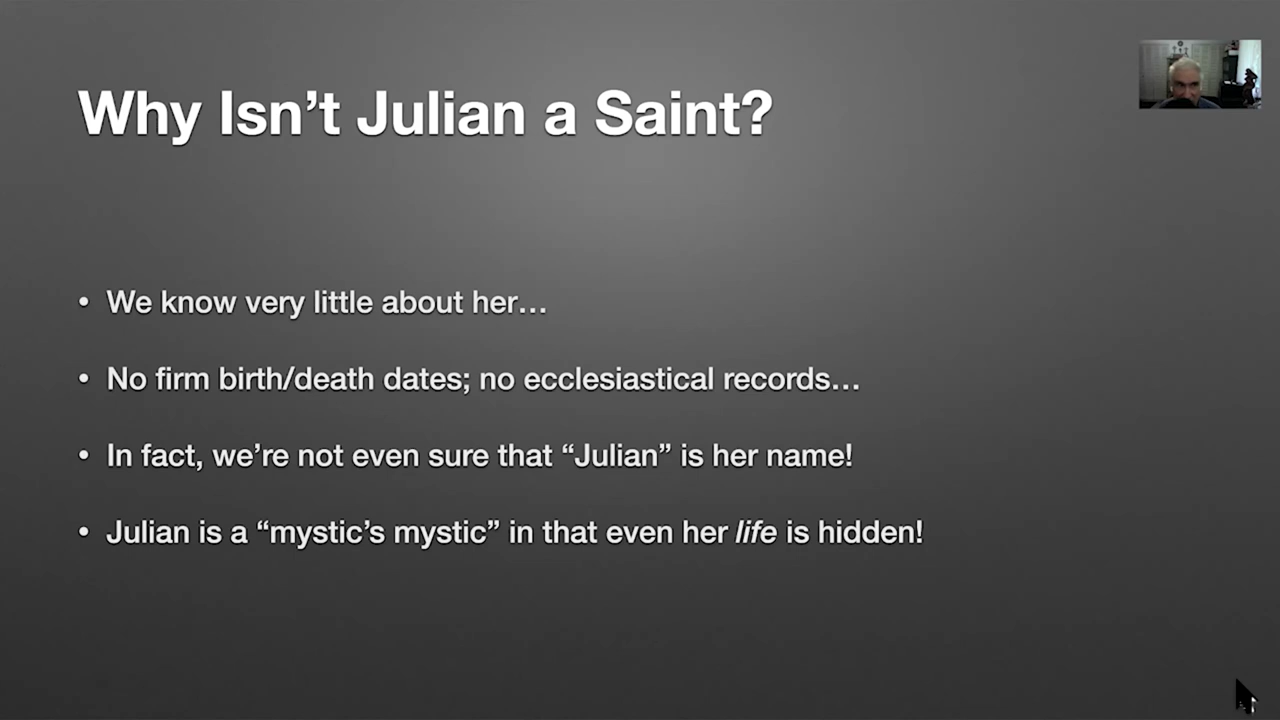 Why Isn’t Julian a Saint?
• We know very little about her…
• No firm birth/death dates; no ecclesiastical records…
• In fact, we’re not even sure that “Julian” is her name!
• Julian is a “mystic’s mystic” in that even her life is hidden!